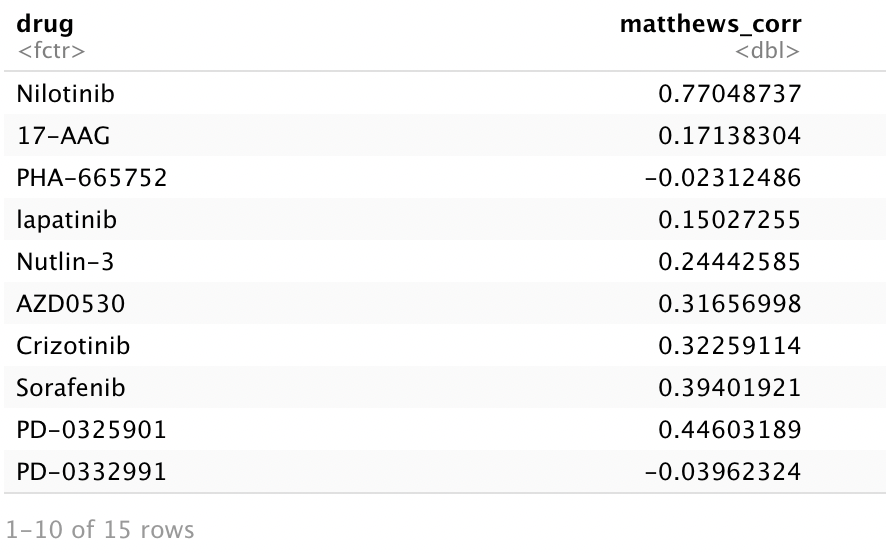 drug matthews_corr
<fctr> <dbl>
Nilotinib 0.77048737
17-AAG 0.17138304
PHA-665752 -0.02312486
lapatinib 0.15027255
Nutlin-3 0.24442585
AZD0530 0.31656998
Crizotinib 0.32259114
Sorafenib 0.39401921
PD-0325901 0.44603189
PD-0332991 -0.03962324
1-10 of 15 rows